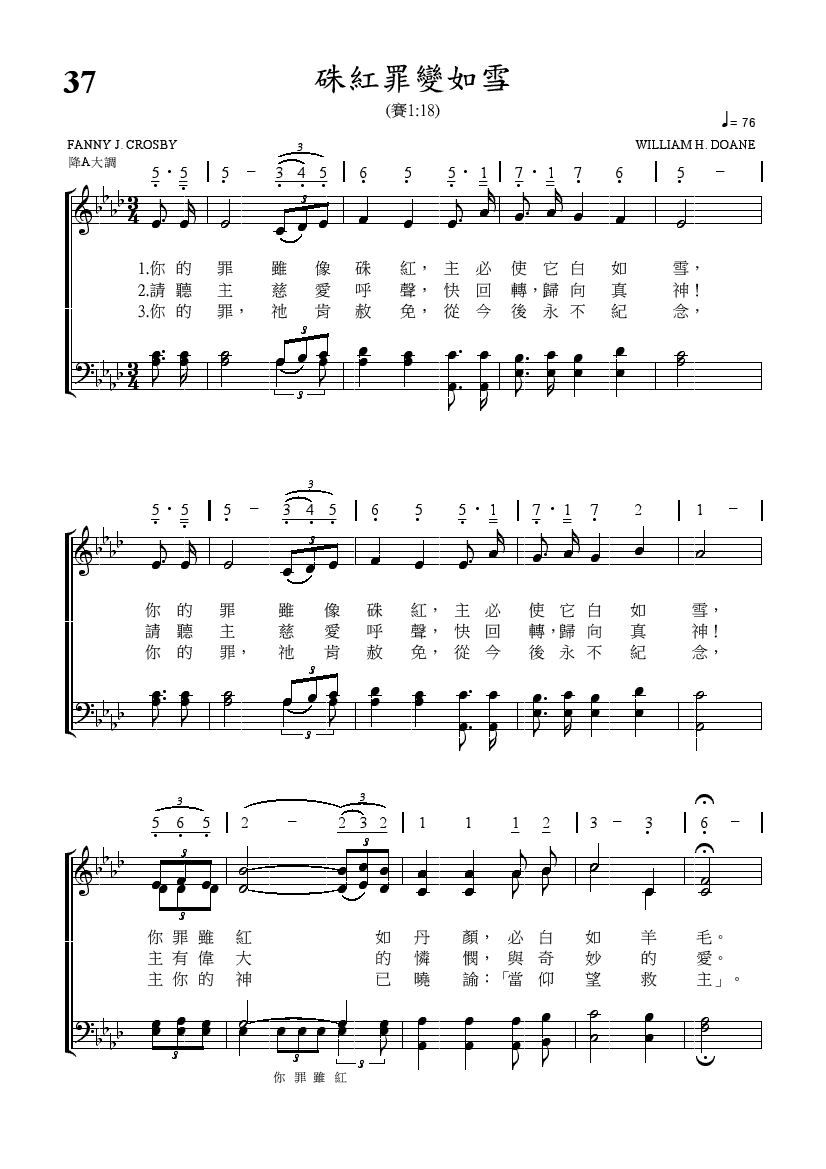 37
硃紅罪變如雪
(賽1:18)
♩= 76
FANNY J. CROSBY WILLIAM H. DOANE
降A大調
5 · 5 | 5 － 3 4 5 | 6 5 5 · 1 | 7 · 1 7 6 | 5 － |
1.你的罪雖像硃紅，主必使它白如雪，
2.請聽主慈愛呼聲，快回轉，歸向真神！
3.你的罪，祂肯赦免，從今後永不紀念，
5 · 5 | 5 － 3 4 5 | 6 5 5 · 1 | 7 · 1 7 2 | 1 － |
你的罪雖像硃紅，主必使它白如雪，
請聽主慈愛呼聲，快回轉，歸向真神！
你的罪，祂肯赦免，從今後永不紀念，
5 6 5 | 2 － 2 3 2 | 1 1 1 2 | 3 － 3 | 6 － |
你罪雖紅如丹顏，必白如羊毛。
主有偉大的憐憫，與奇妙的愛。
主你的神已曉諭：「當仰望救主」。
你罪雖紅